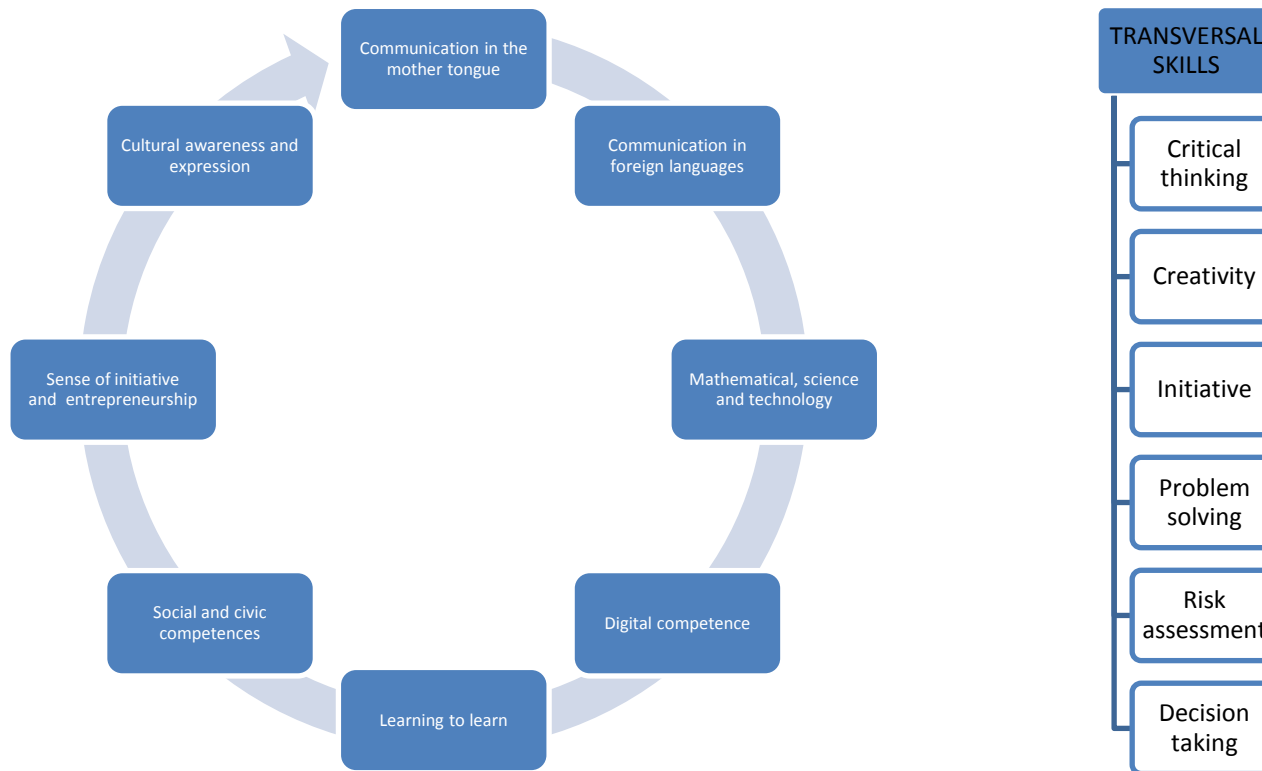 Communication in the
mother tongue
Communication in
foreign languages
Mathematical, science
and technology
Digital competence
Learning to learn
Social and civic
competences
Sense of initiative
and entrepreneurship
Cultural awareness and
expression
TRANSVERSAL
SKILLS
Critical
thinking
Creativity
Initiative
Problem
solving
Risk
assessment
Decision
taking